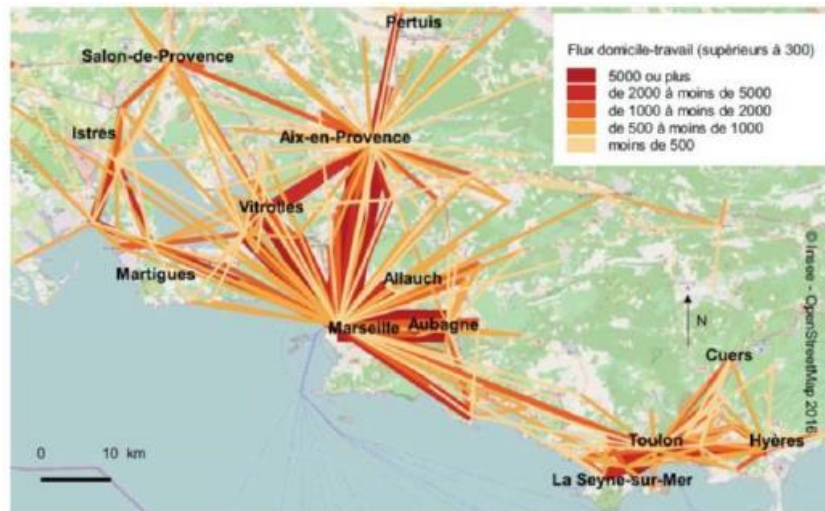 Pertuis
Salon-de-Provence
Istres
Aix-en-Provence
Vitrolles
Martigues
Allauch
Marseille
Aubagne
Cuers
Toulon
Hyères
La Seyne-sur-Mer
N
0 10 km
Flux domicile-travail (supérieurs à 300)
5000 ou plus
de 2000 à moins de 5000
de 1000 à moins de 2000
de 500 à moins de 1000
moins de 500
© Insee - OpenStreetMap 2016